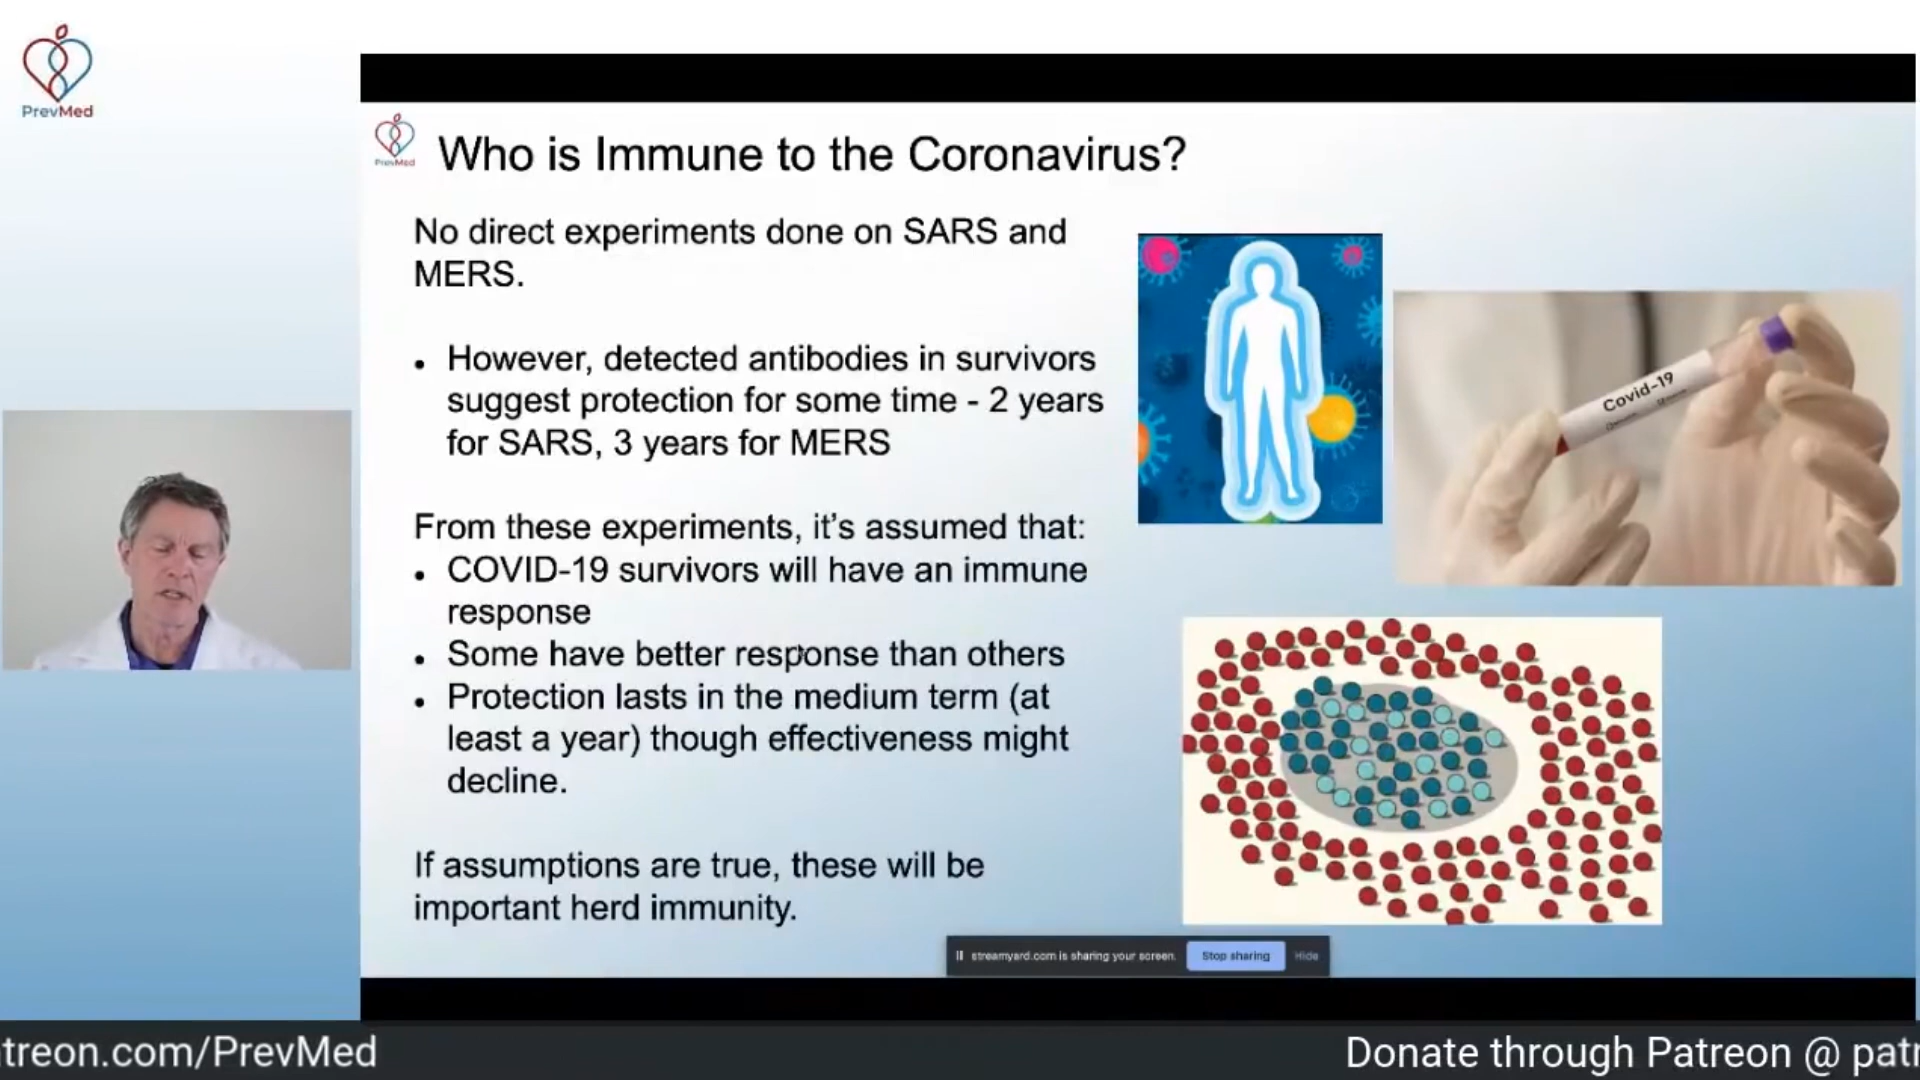 PrevMed
PrevMed
Who is Immune to the Coronavirus?
No direct experiments done on SARS and
MERS.
• However, detected antibodies in survivors
suggest protection for some time - 2 years
for SARS, 3 years for MERS
From these experiments, it’s assumed that:
• COVID-19 survivors will have an immune
response
• Some have better response than others
• Protection lasts in the medium term (at
least a year) though effectiveness might
decline.
If assumptions are true, these will be
important herd immunity.
Covid-19
streamyard.com is sharing your screen.
Stop sharing
Hide
treon.com/PrevMed
Donate through Patreon @ patr